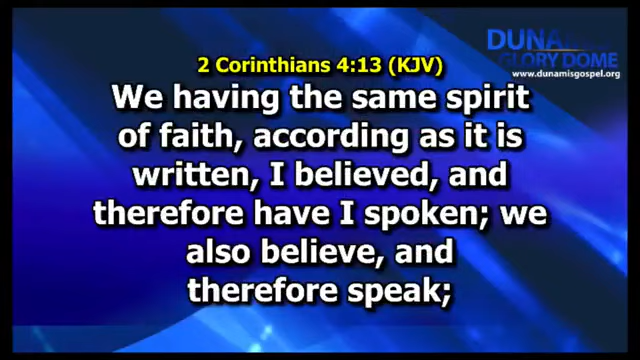 DUNAMIS
GLORY DOME
www.dunamisgospel.org
2 Corinthians 4:13 (KJV)
We having the same spirit
of faith, according as it is
written, I believed, and
therefore have I spoken; we
also believe, and
therefore speak;